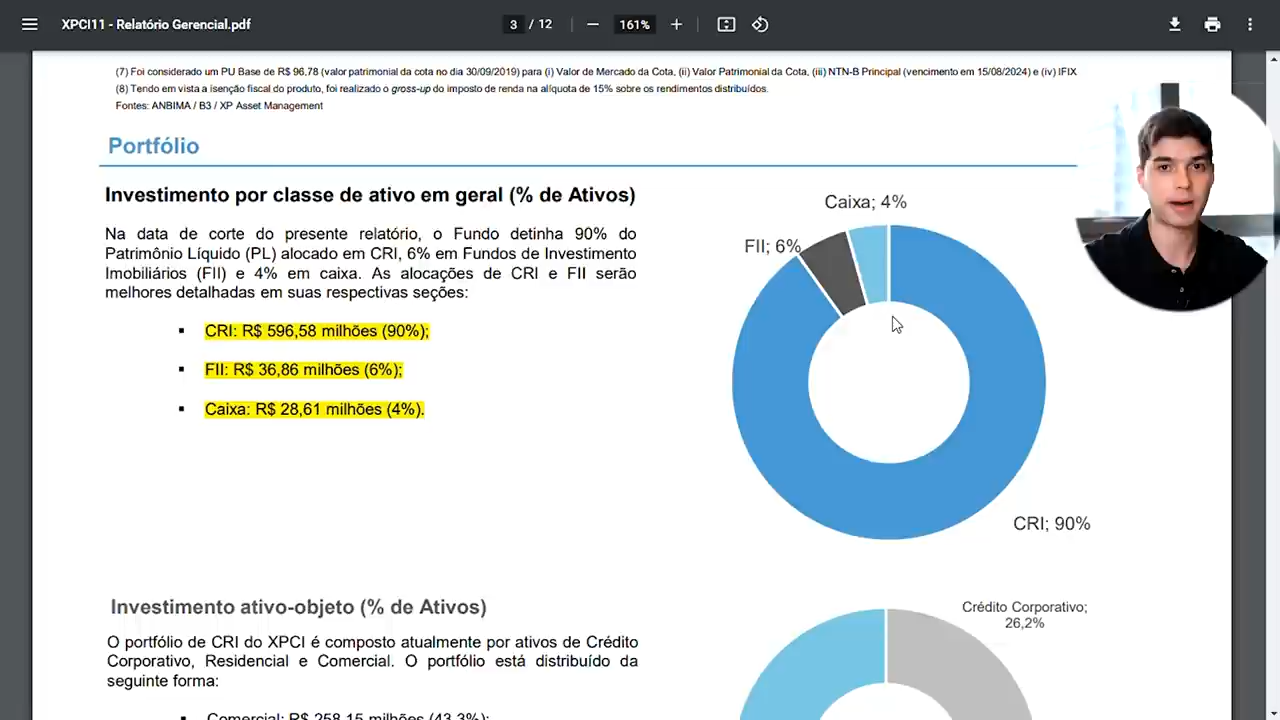 XPCI11 - Relatório Gerencial.pdf
3 / 12
161%
(7) Foi considerado um PU Base de R$ 96,78 (valor patrimonial da cota no dia 30/09/2019) para (i) Valor de Mercado da Cota, (ii) Valor Patrimonial da Cota, (iii) NTN-B Principal (vencimento em 15/08/2024) e (iv) IFIX
(8) Tendo em vista a isenção fiscal do produto, foi realizado o gross-up do imposto de renda na alíquota de 15% sobre os rendimentos distribuídos.
Fontes: ANBIMA / B3 / XP Asset Management
Portfólio
Investimento por classe de ativo em geral (% de Ativos)
Na data de corte do presente relatório, o Fundo detinha 90% do
Patrimônio Líquido (PL) alocado em CRI, 6% em Fundos de Investimento
Imobiliários (FII) e 4% em caixa. As alocações de CRI e FII serão
melhores detalhadas em suas respectivas seções:
▪ CRI: R$ 596,58 milhões (90%);
▪ FII: R$ 36,86 milhões (6%);
▪ Caixa: R$ 28,61 milhões (4%).
Caixa; 4%
FII; 6%
CRI; 90%
Investimento ativo-objeto (% de Ativos)
O portfólio de CRI do XPCI é composto atualmente por ativos de Crédito
Corporativo, Residencial e Comercial. O portfólio está distribuído da
seguinte forma:
▪ Comercial: R$ 258,15 milhões (43,3%);
Crédito Corporativo;
26,2%